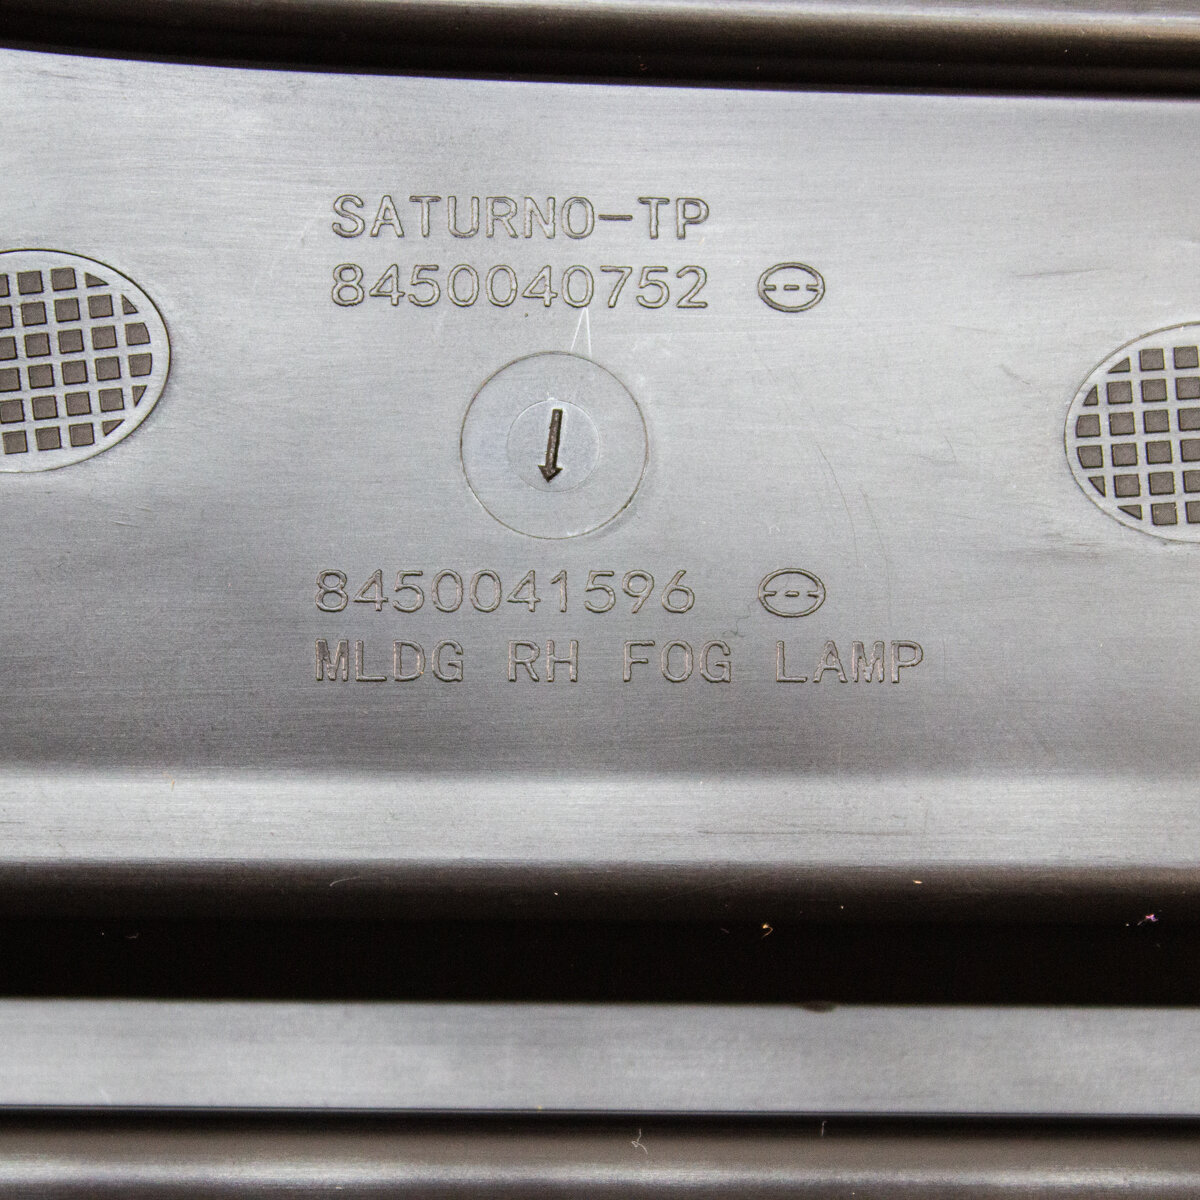 SATURNO-TP
8450040752
8450041596
MLDG RH FOG LAMP